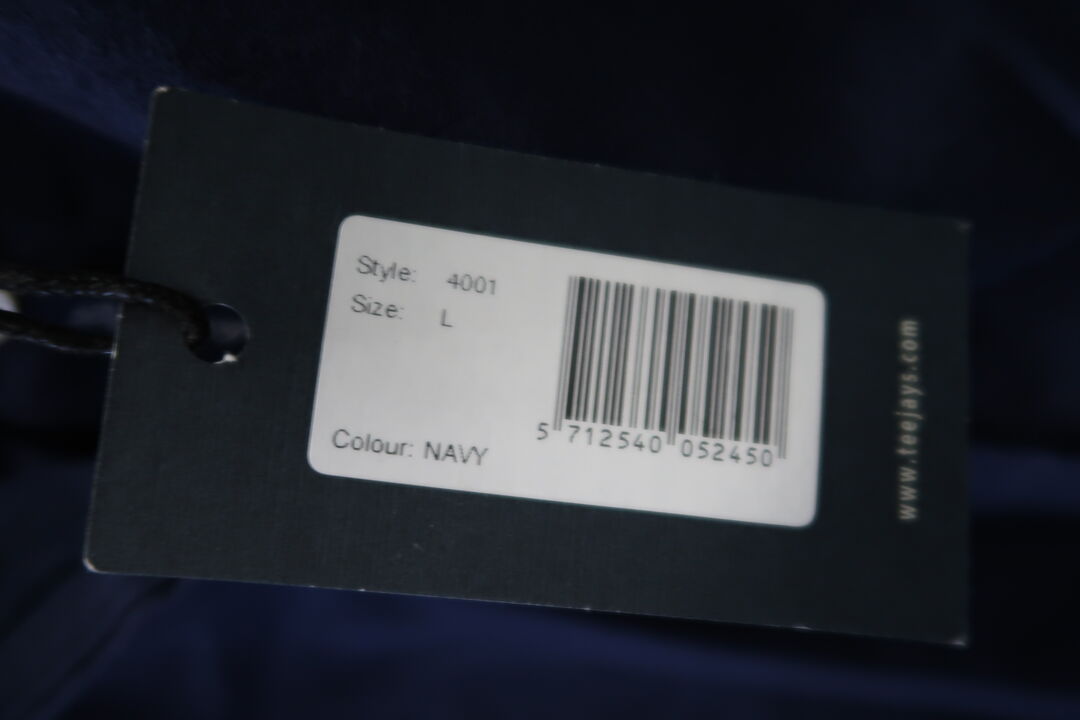 Style: 4001
Size: L
Colour: NAVY
5 712540 052450
www.teejays.com